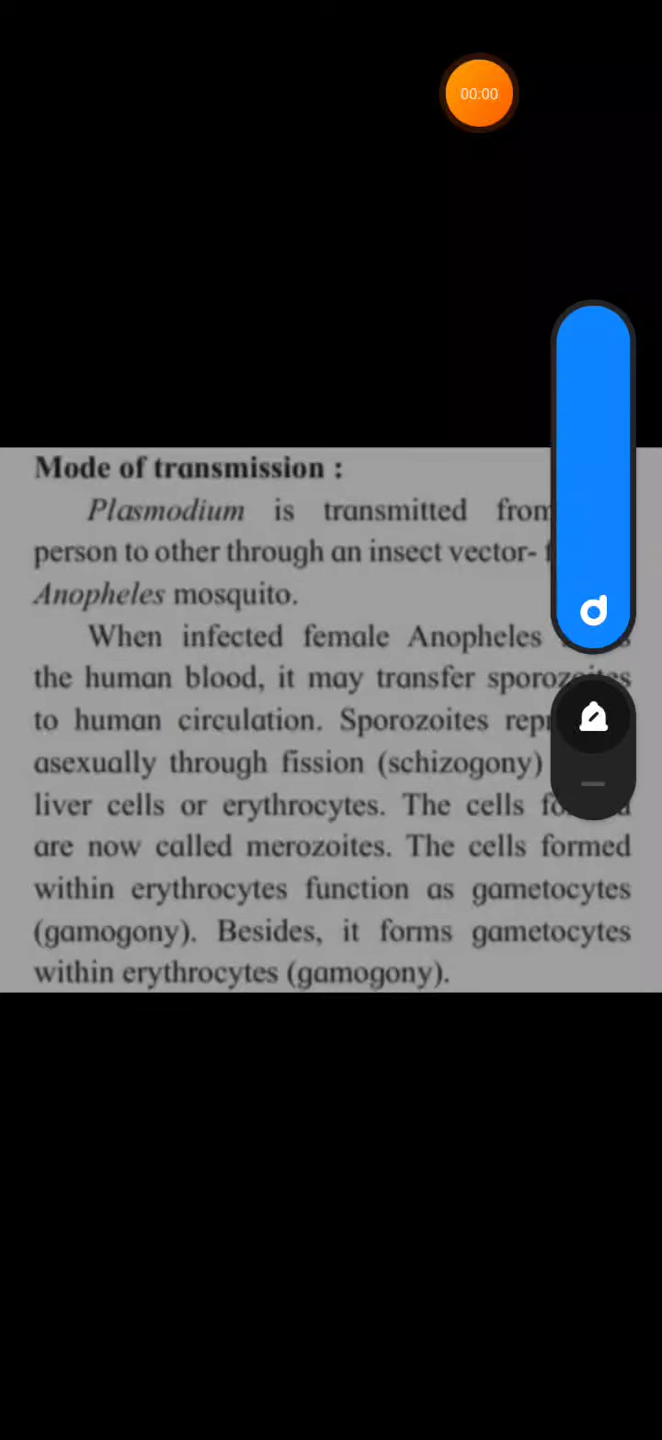 00:00
Mode of transmission :
Plasmodium is transmitted from
person to other through an insect vector-
Anopheles mosquito.
When infected female Anopheles
the human blood, it may transfer sporozoites
to human circulation. Sporozoites
asexually through fission (schizogony)
liver cells or erythrocytes. The cells
are now called merozoites. The cells formed
within erythrocytes function as gametocytes
(gamogony). Besides, it forms gametocytes
within erythrocytes (gamogony).